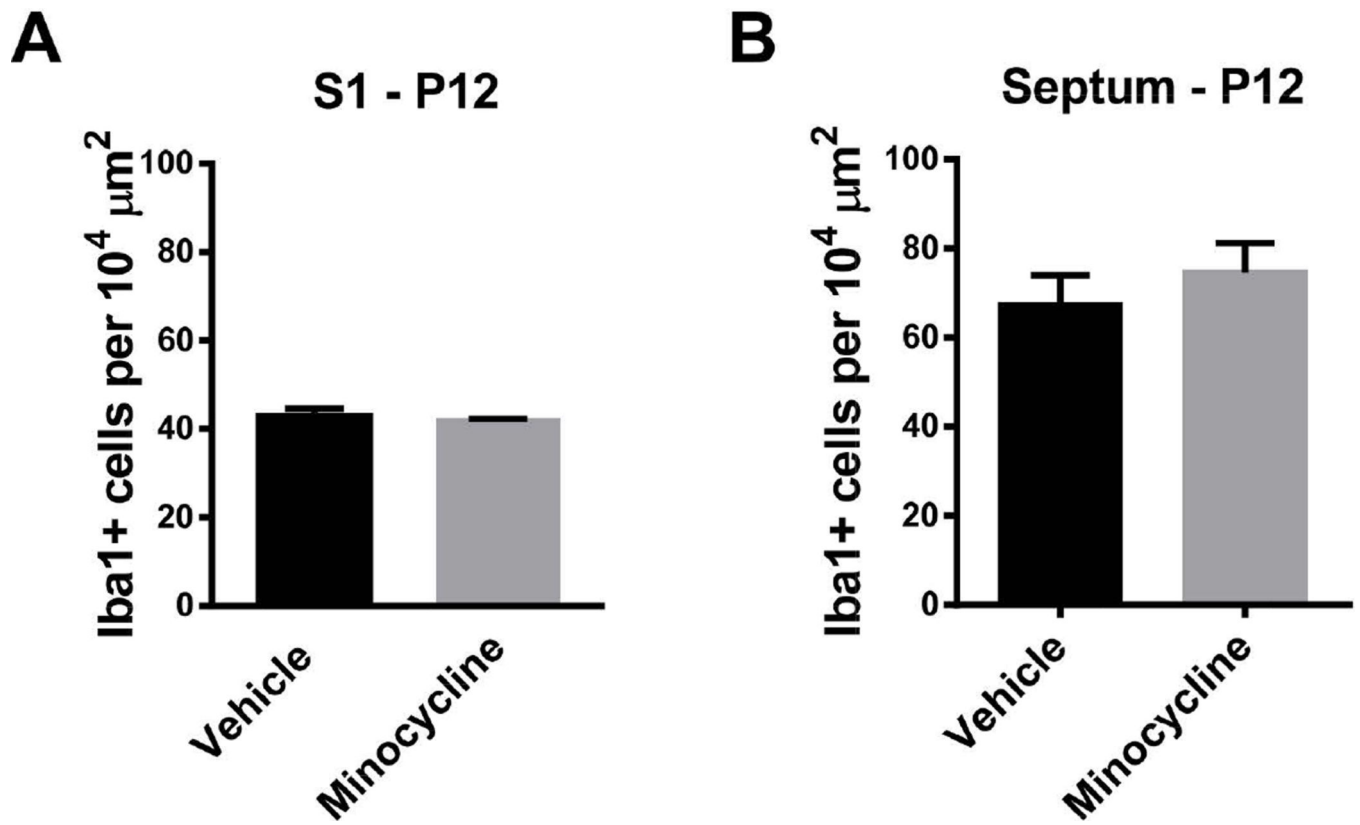 A
S1 - P12
Iba1+ cells per 10⁴ μm²
100
80
60
40
20
0
Vehicle
Minocycline
B
Septum - P12
Iba1+ cells per 10⁴ μm²
100
80
60
40
20
0
Vehicle
Minocycline